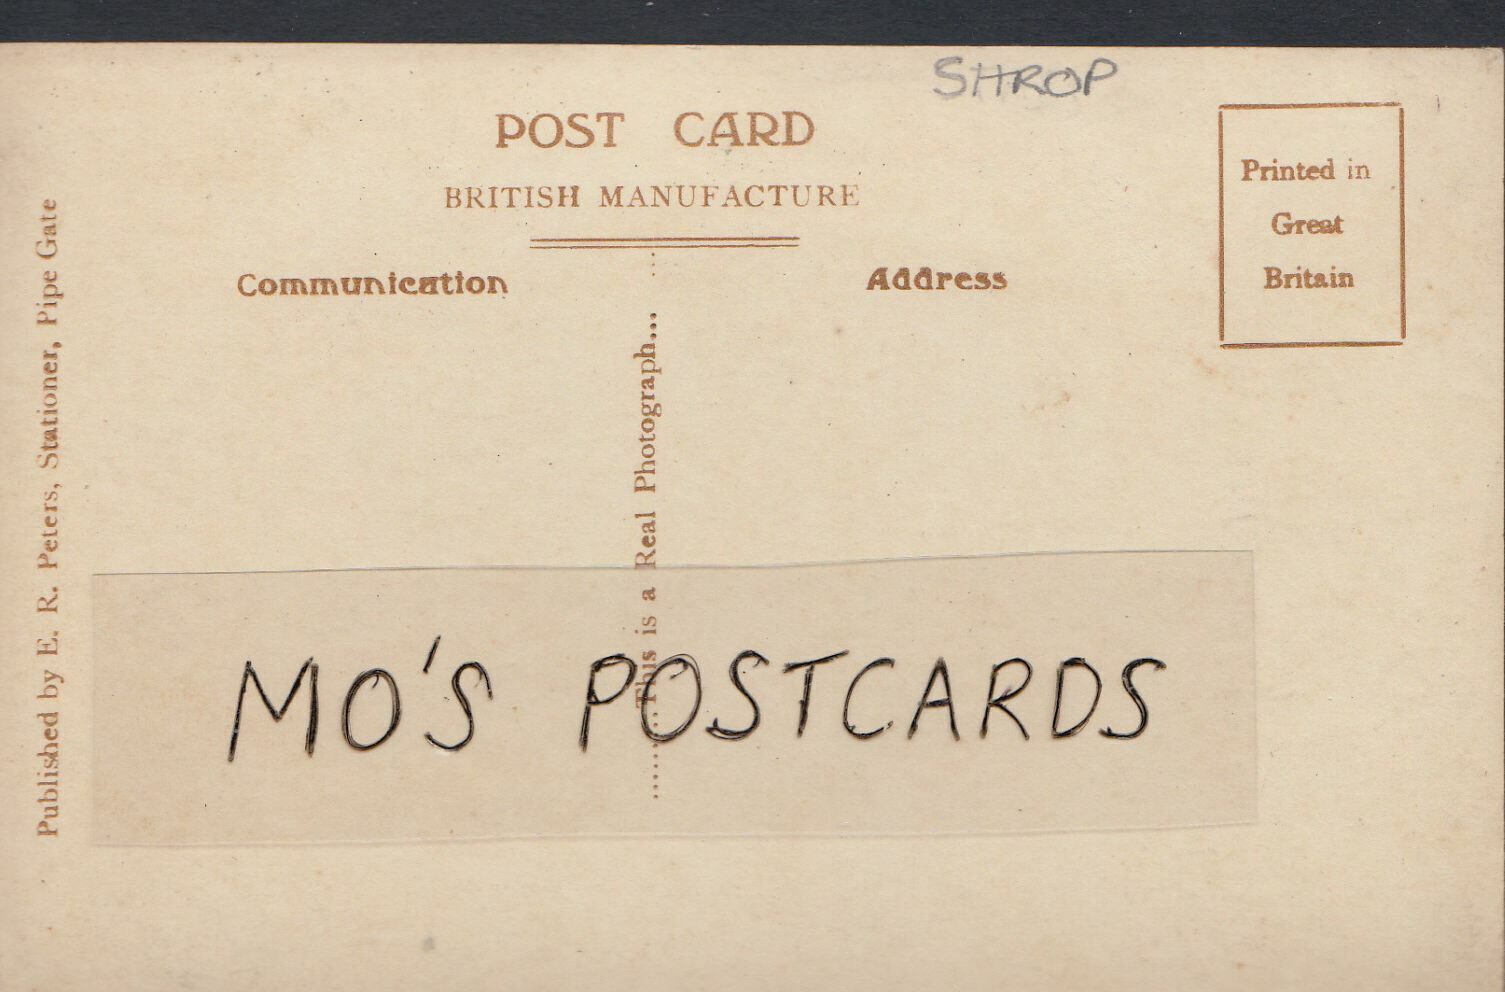 SHROP
POST CARD
BRITISH MANUFACTURE
Communication
Address
Printed in
Great
Britain
Published by E. R. Peters, Stationer, Pipe Gate
........This is a Real Photograph...
MO'S POSTCARDS